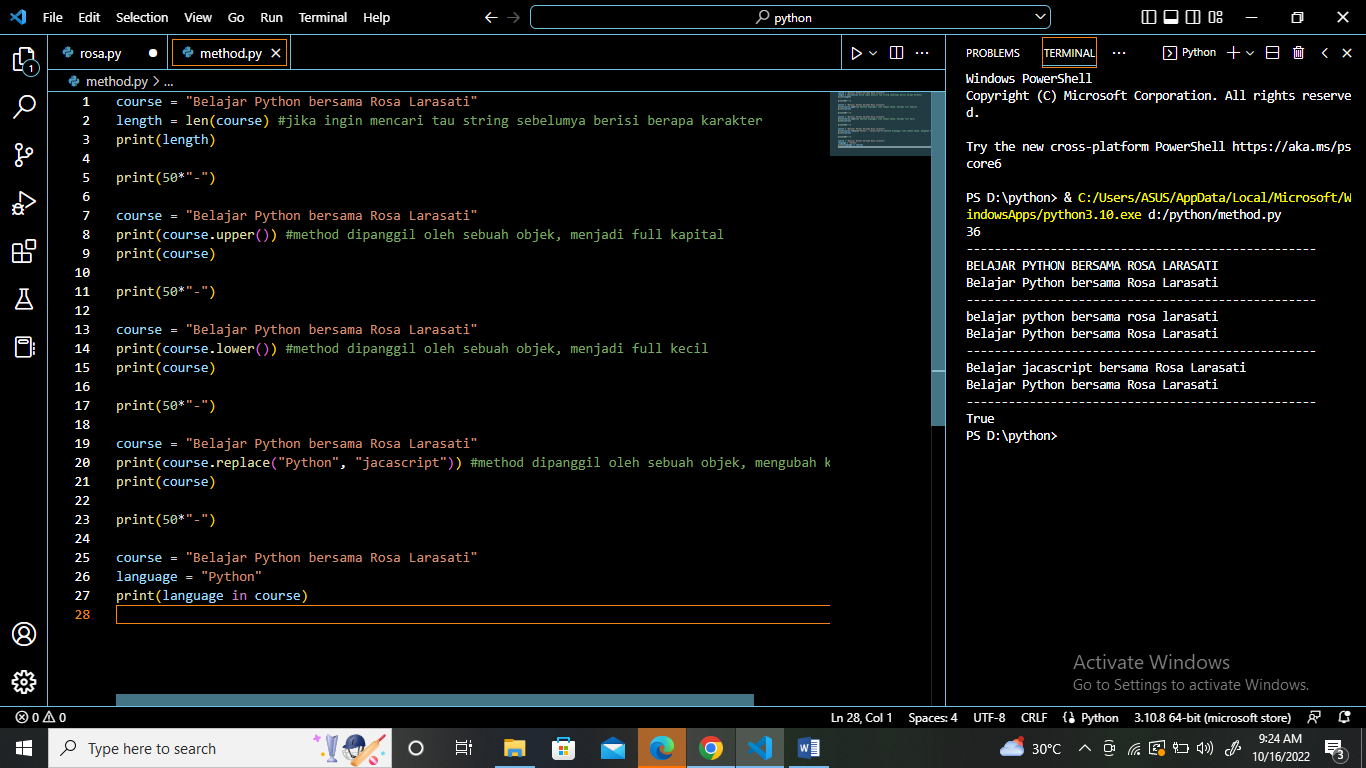 File Edit Selection View Go Run Terminal Help
python
rosa.py
method.py
method.py > ...
1 course = "Belajar Python bersama Rosa Larasati"
2 length = len(course) #jika ingin mencari tau string sebelumya berisi berapa karakter
3 print(length)
4
5 print(50*"-")
6
7 course = "Belajar Python bersama Rosa Larasati"
8 print(course.upper()) #method dipanggil oleh sebuah objek, menjadi full kapital
9 print(course)
10
11 print(50*"-")
12
13 course = "Belajar Python bersama Rosa Larasati"
14 print(course.lower()) #method dipanggil oleh sebuah objek, menjadi full kecil
15 print(course)
16
17 print(50*"-")
18
19 course = "Belajar Python bersama Rosa Larasati"
20 print(course.replace("Python", "jacascript")) #method dipanggil oleh sebuah objek, mengubah k
21 print(course)
22
23 print(50*"-")
24
25 course = "Belajar Python bersama Rosa Larasati"
26 language = "Python"
27 print(language in course)
28
PROBLEMS TERMINAL ... Python
Windows PowerShell
Copyright (C) Microsoft Corporation. All rights reserve
d.
Try the new cross-platform PowerShell https://aka.ms/ps
core6
PS D:\python> & C:/Users/ASUS/AppData/Local/Microsoft/W
indowsApps/python3.10.exe d:/python/method.py
36
--------------------------------------------------
BELAJAR PYTHON BERSAMA ROSA LARASATI
Belajar Python bersama Rosa Larasati
--------------------------------------------------
belajar python bersama rosa larasati
Belajar Python bersama Rosa Larasati
--------------------------------------------------
Belajar jacascript bersama Rosa Larasati
Belajar Python bersama Rosa Larasati
--------------------------------------------------
True
PS D:\python>
Activate Windows
Go to Settings to activate Windows.
1
0 0
Ln 28, Col 1 Spaces: 4 UTF-8 CRLF Python 3.10.8 64-bit (microsoft store)
Type here to search
30°C
9:24 AM
10/16/2022
3